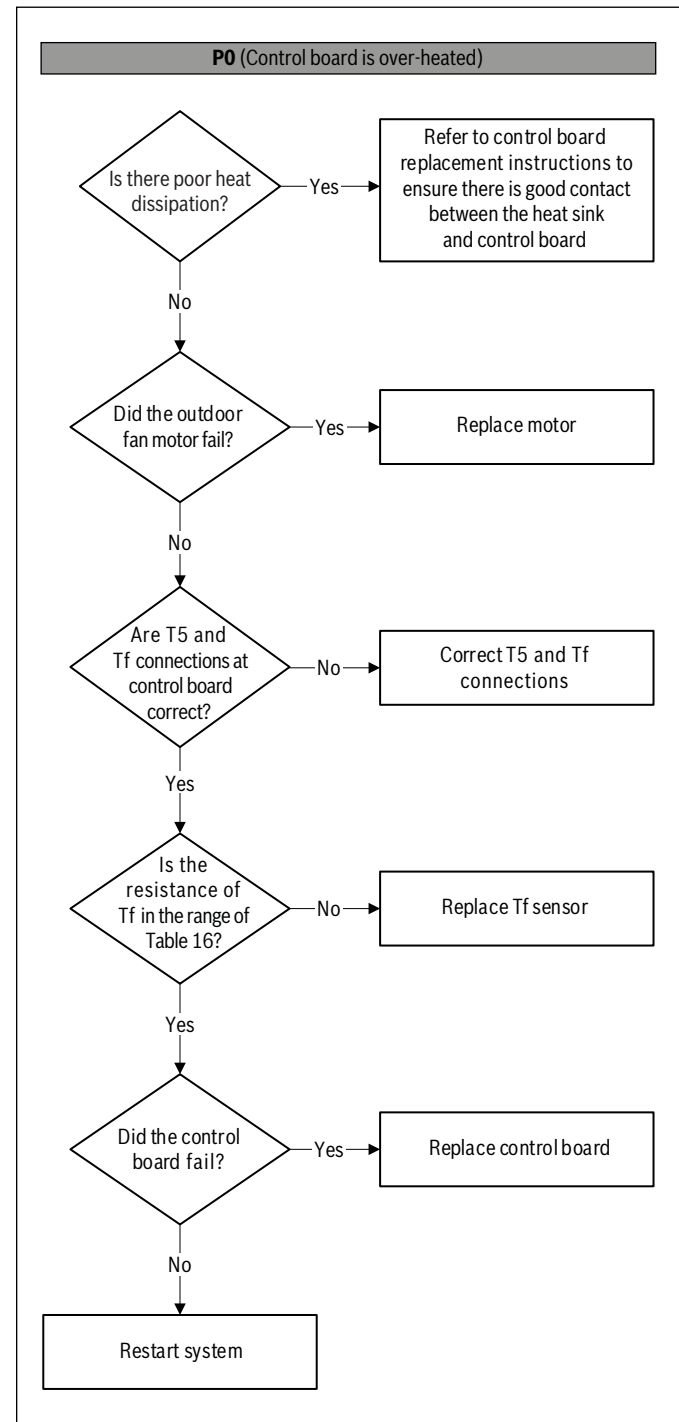 P0 (Control board is over-heated)
Is there poor heat
dissipation?
Yes
Refer to control board
replacement instructions to
ensure there is good contact
between the heat sink
and control board
No
Did the outdoor
fan motor fail?
Yes
Replace motor
No
Are T5 and
Tf connections at
control board
correct?
No
Correct T5 and Tf
connections
Yes
Is the
resistance of
Tf in the range of
Table 16?
No
Replace Tf sensor
Yes
Did the control
board fail?
Yes
Replace control board
No
Restart system